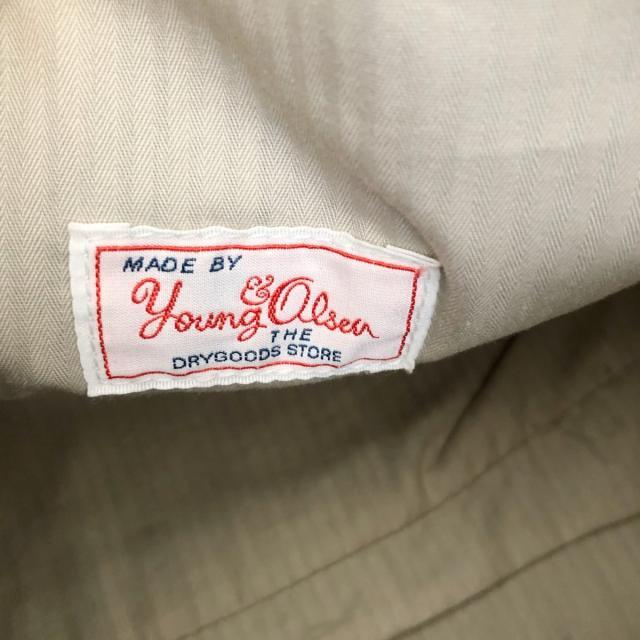 MADE BY
Young & Olsen
THE
DRYGOODS STORE